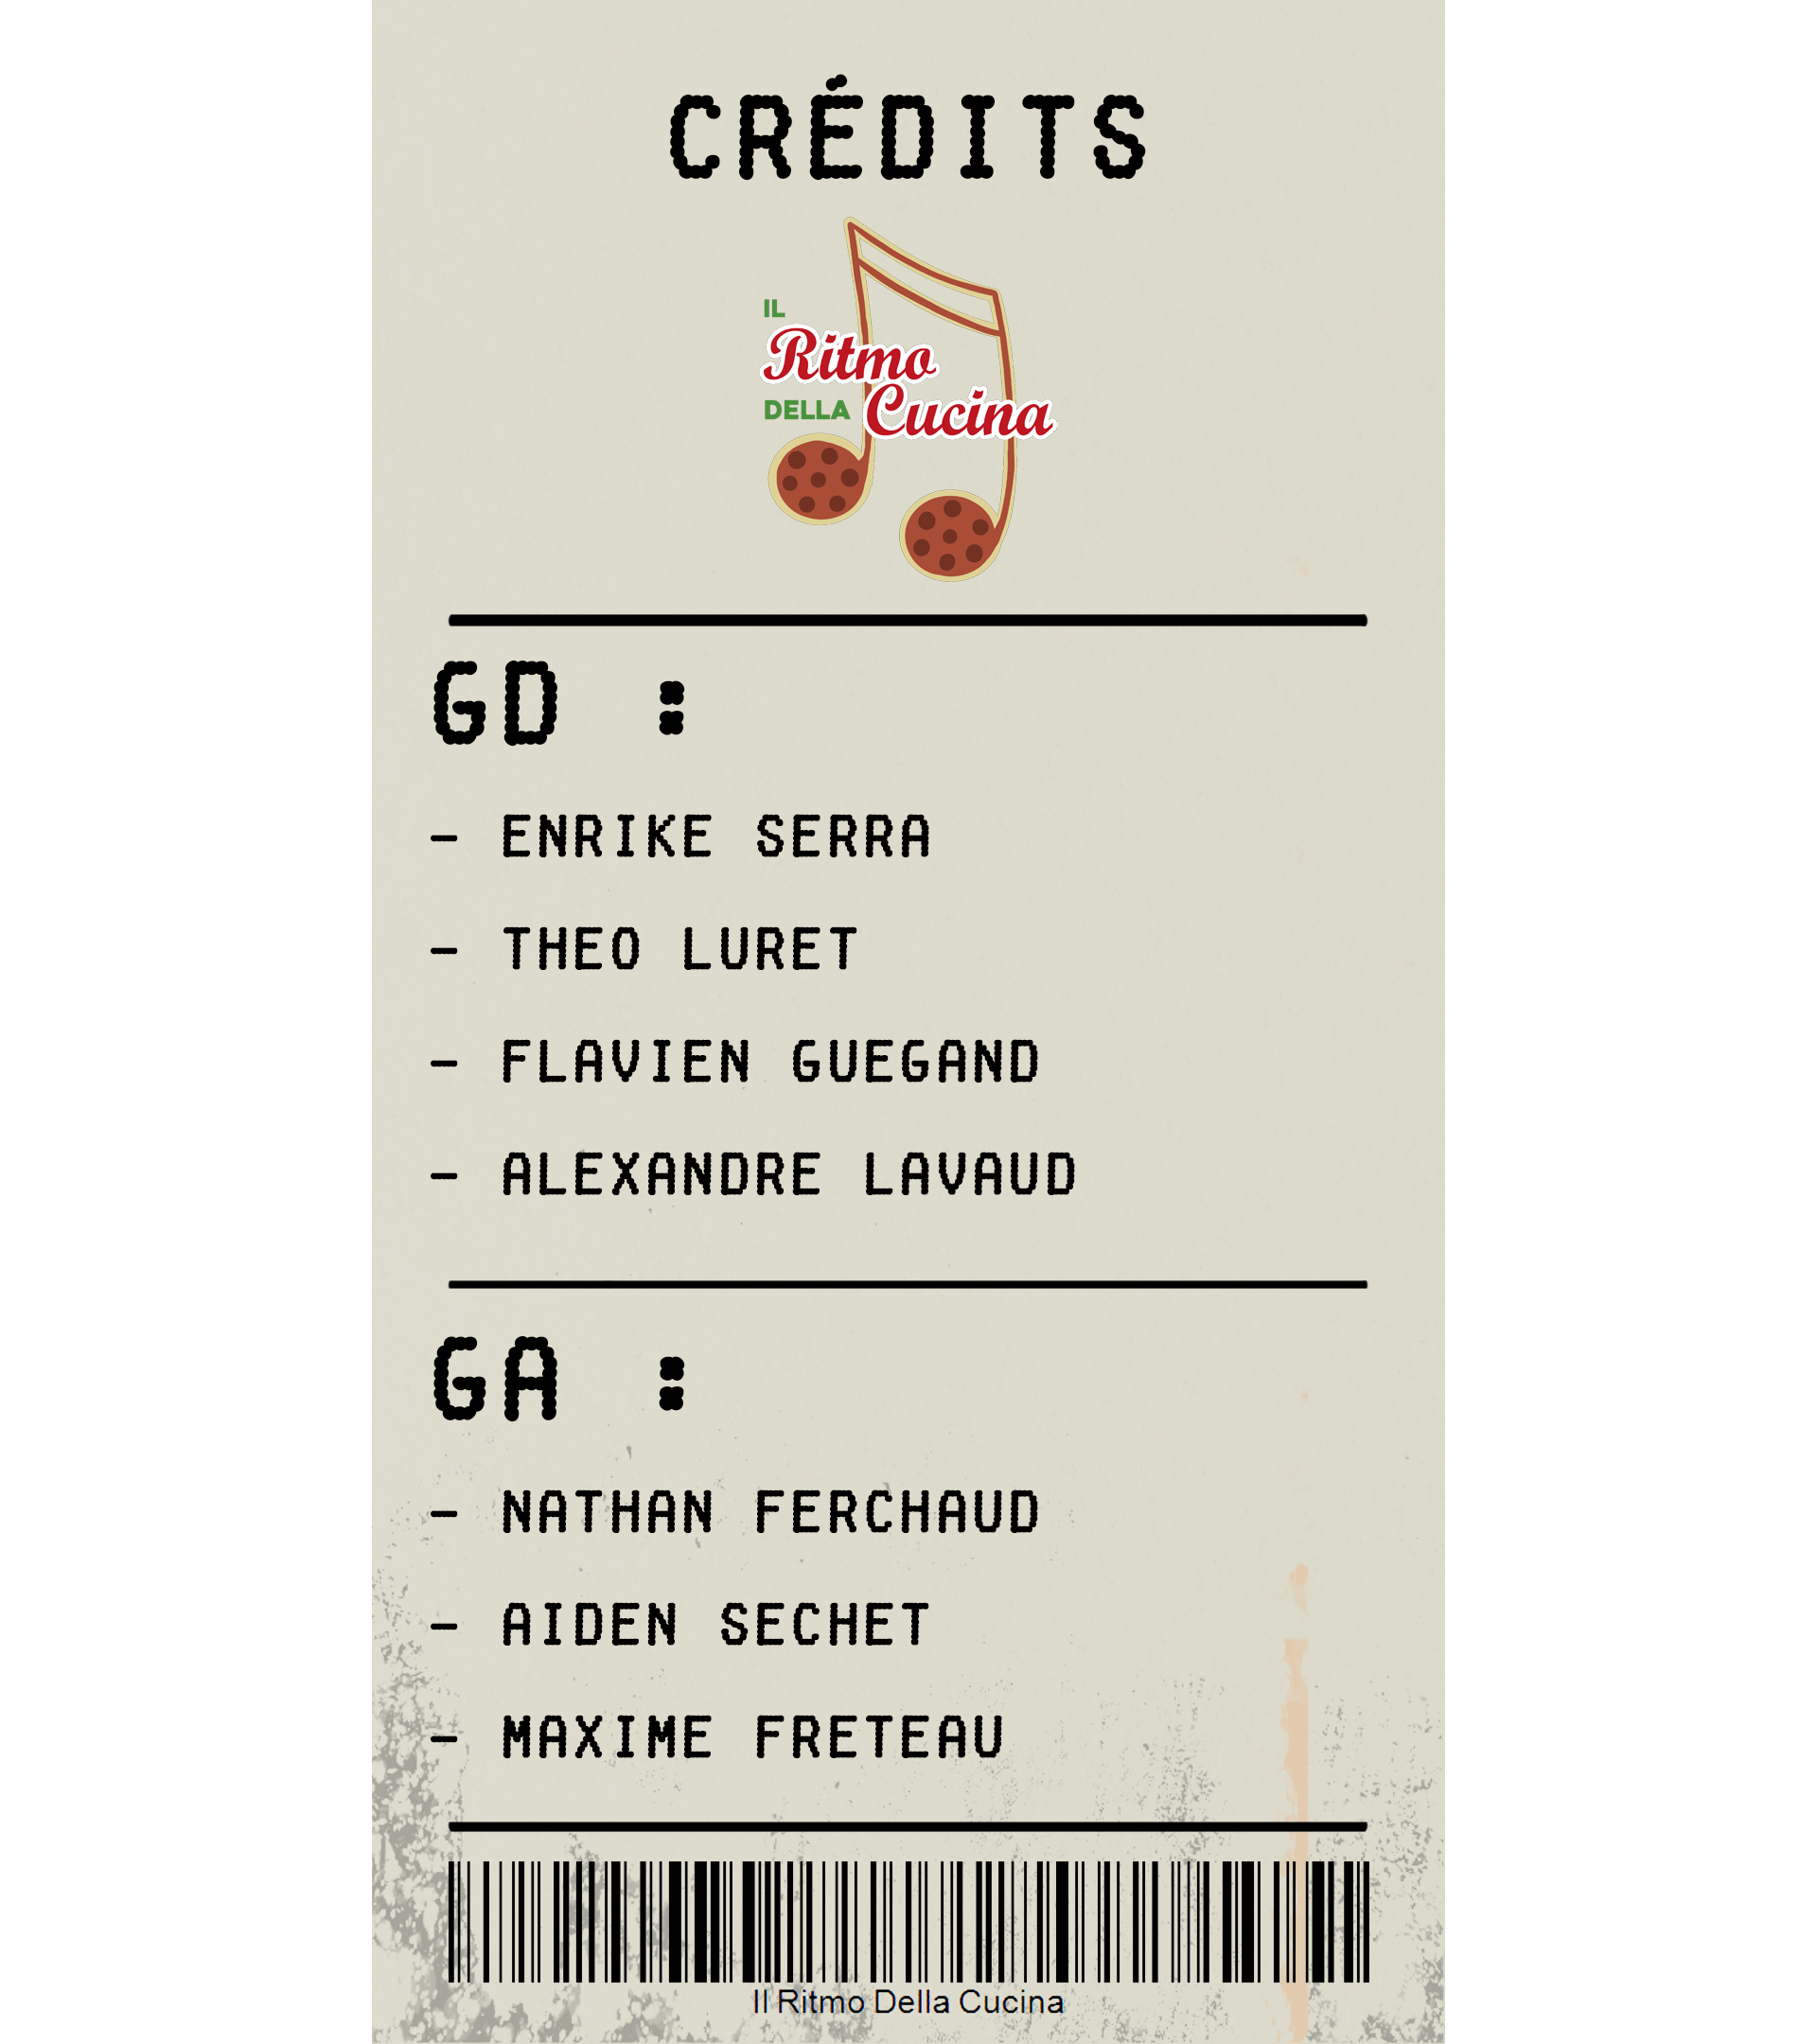 CRÉDITS
IL
Ritmo
DELLA Cucina
GD :
- ENRIKE SERRA
- THEO LURET
- FLAVIEN GUEGAND
- ALEXANDRE LAVAUD
GA :
- NATHAN FERCHAUD
- AIDEN SECHET
- MAXIME FRETEAU
Il Ritmo Della Cucina